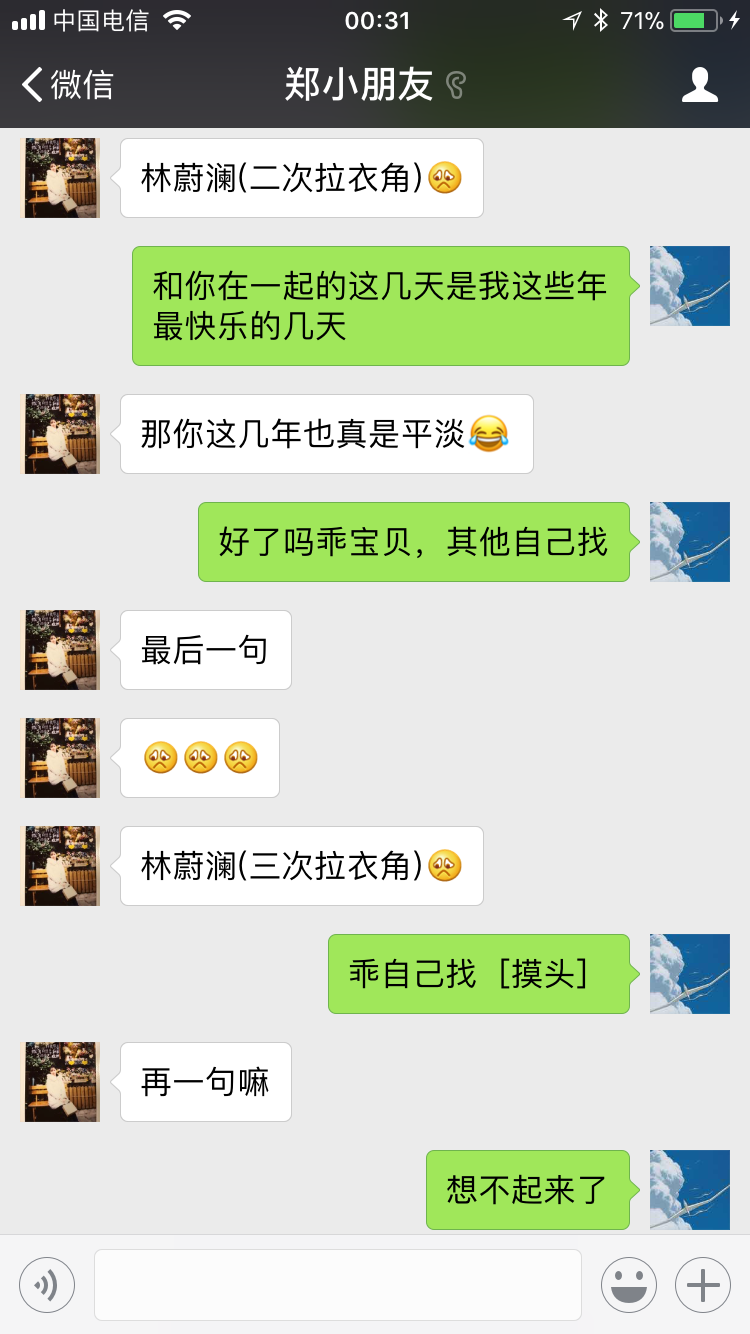 中国电信
00:31
71%
微信
郑小朋友
林蔚澜(二次拉衣角)🙁
和你在一起的这几天是我这些年
最快乐的几天
那你这几年也真是平淡😂
好了吗乖宝贝，其他自己找
最后一句
🙁🙁🙁
林蔚澜(三次拉衣角)🙁
乖自己找［摸头］
再一句嘛
想不起来了